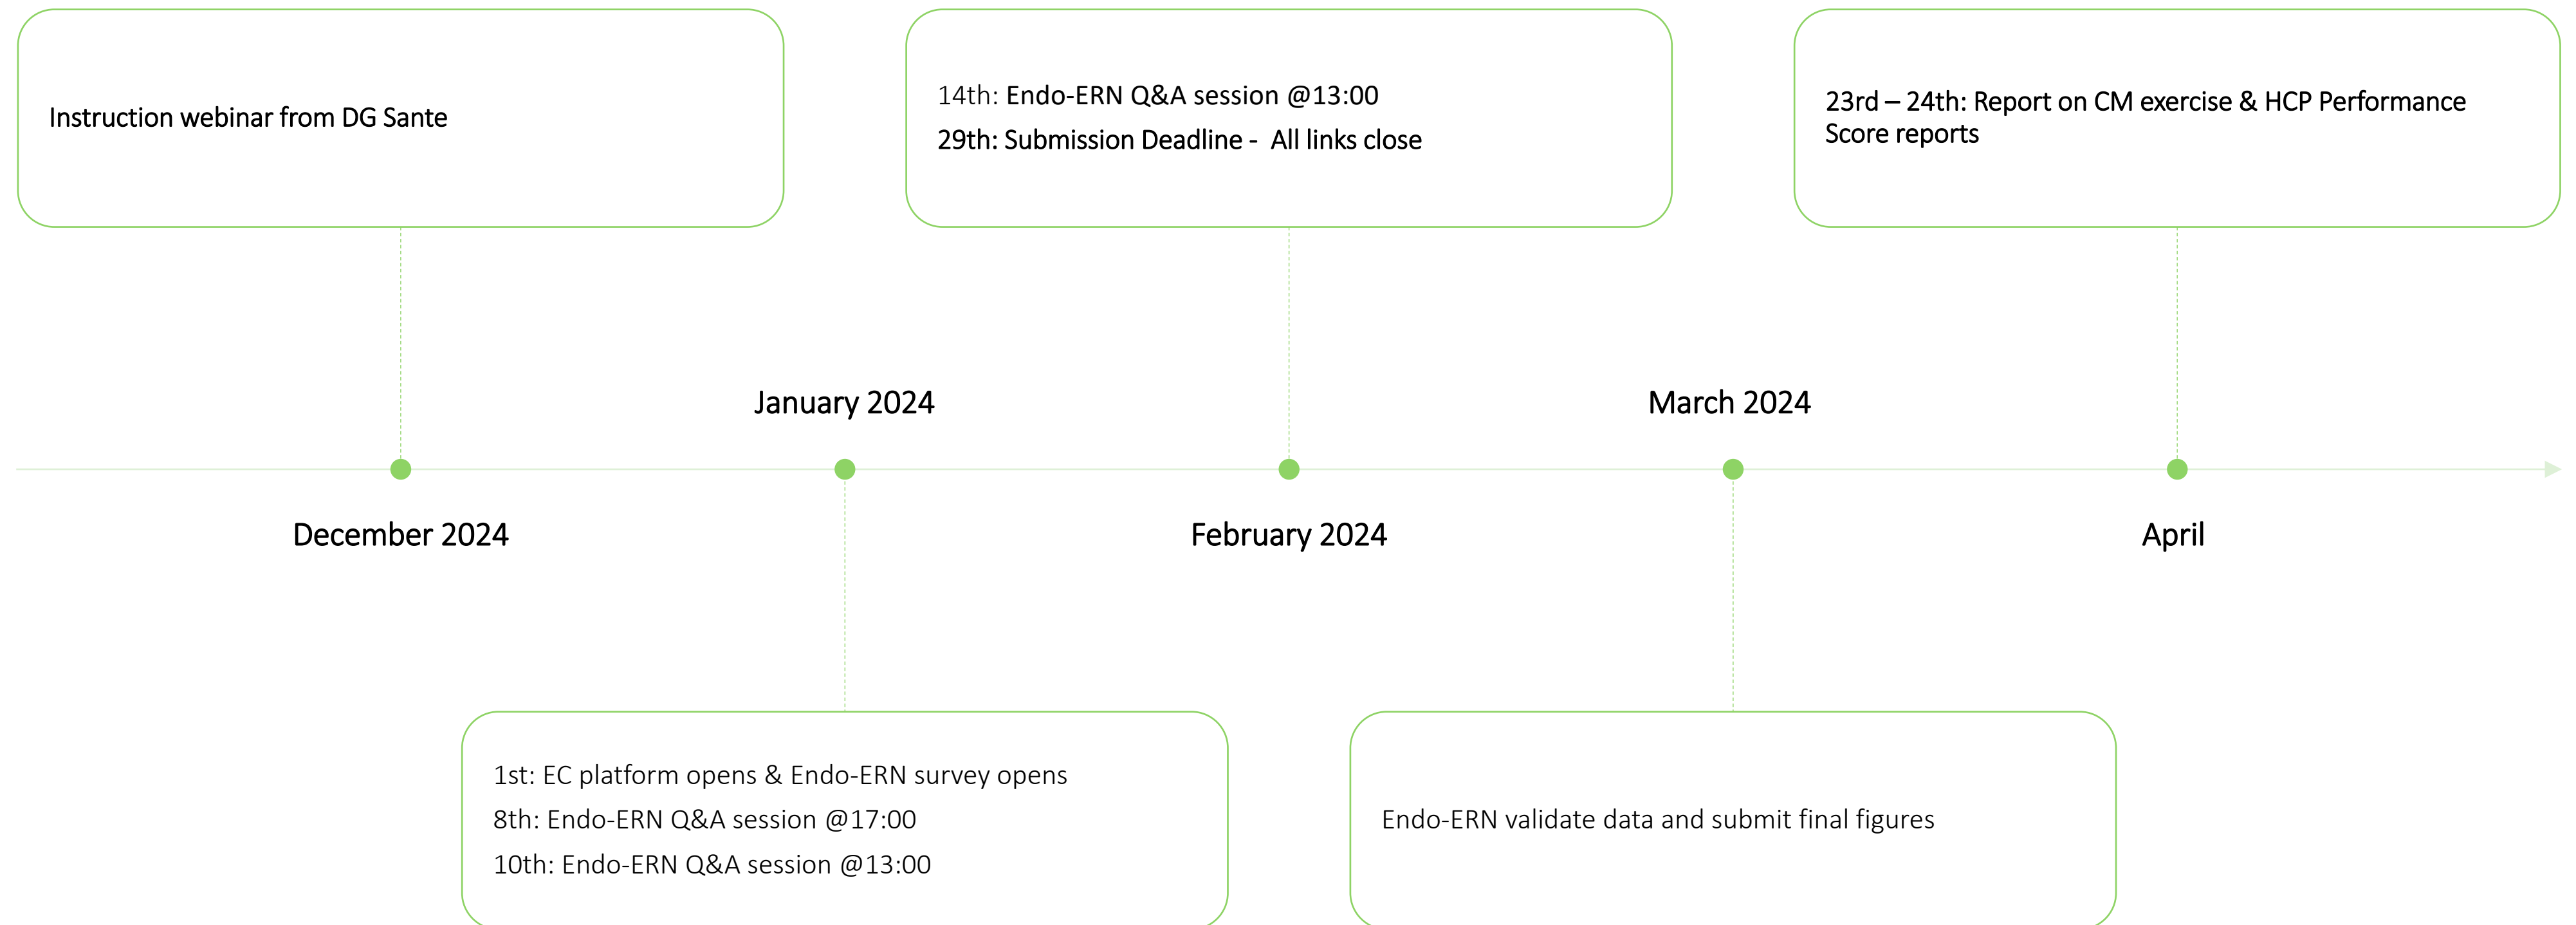 Instruction webinar from DG Sante
14th: Endo-ERN Q&A session @13:00
29th: Submission Deadline -  All links close
23rd – 24th: Report on CM exercise & HCP Performance
Score reports
January 2024
March 2024
December 2024
February 2024
April
1st: EC platform opens & Endo-ERN survey opens
8th: Endo-ERN Q&A session @17:00
10th: Endo-ERN Q&A session @13:00
Endo-ERN validate data and submit final figures